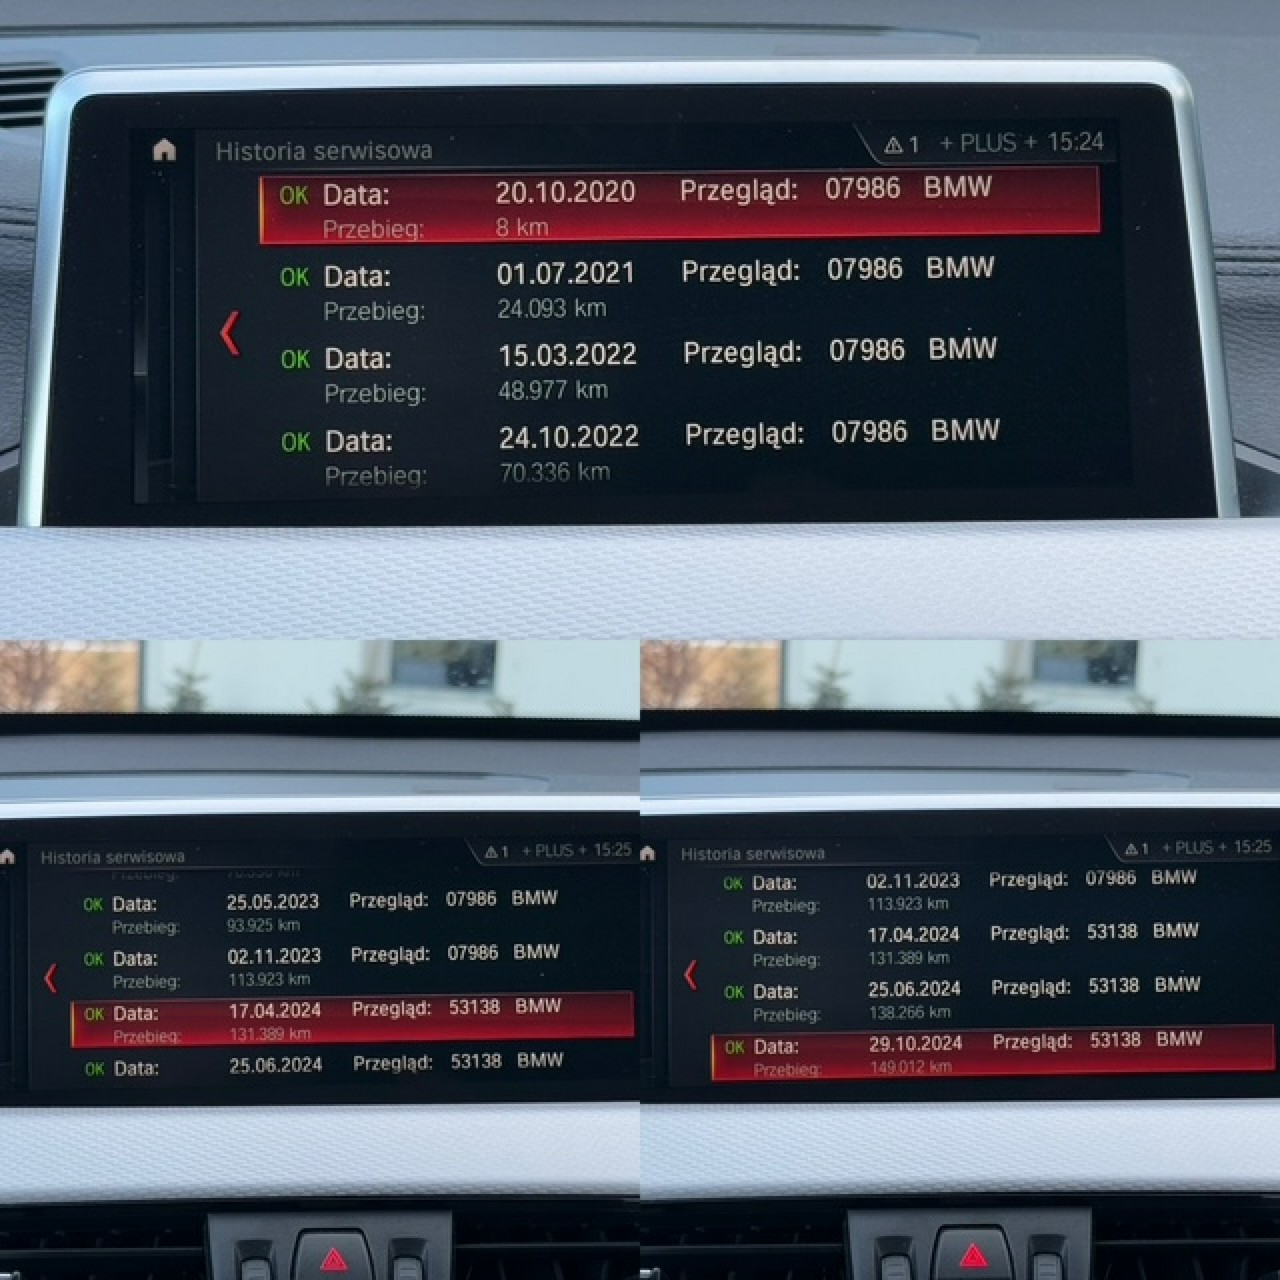 Historia serwisowa 1 + PLUS + 15:24
OK Data: 20.10.2020 Przegląd: 07986 BMW
Przebieg: 8 km
OK Data: 01.07.2021 Przegląd: 07986 BMW
Przebieg: 24.093 km
OK Data: 15.03.2022 Przegląd: 07986 BMW
Przebieg: 48.977 km
OK Data: 24.10.2022 Przegląd: 07986 BMW
Przebieg: 70.336 km
Historia serwisowa 1 + PLUS + 15:25
Przebieg: 70.336 km
OK Data: 25.05.2023 Przegląd: 07986 BMW
Przebieg: 93.925 km
OK Data: 02.11.2023 Przegląd: 07986 BMW
Przebieg: 113.923 km
OK Data: 17.04.2024 Przegląd: 53138 BMW
Przebieg: 131.389 km
OK Data: 25.06.2024 Przegląd: 53138 BMW
Historia serwisowa 1 + PLUS + 15:25
OK Data: 02.11.2023 Przegląd: 07986 BMW
Przebieg: 113.923 km
OK Data: 17.04.2024 Przegląd: 53138 BMW
Przebieg: 131.389 km
OK Data: 25.06.2024 Przegląd: 53138 BMW
Przebieg: 138.266 km
OK Data: 29.10.2024 Przegląd: 53138 BMW
Przebieg: 149.012 km